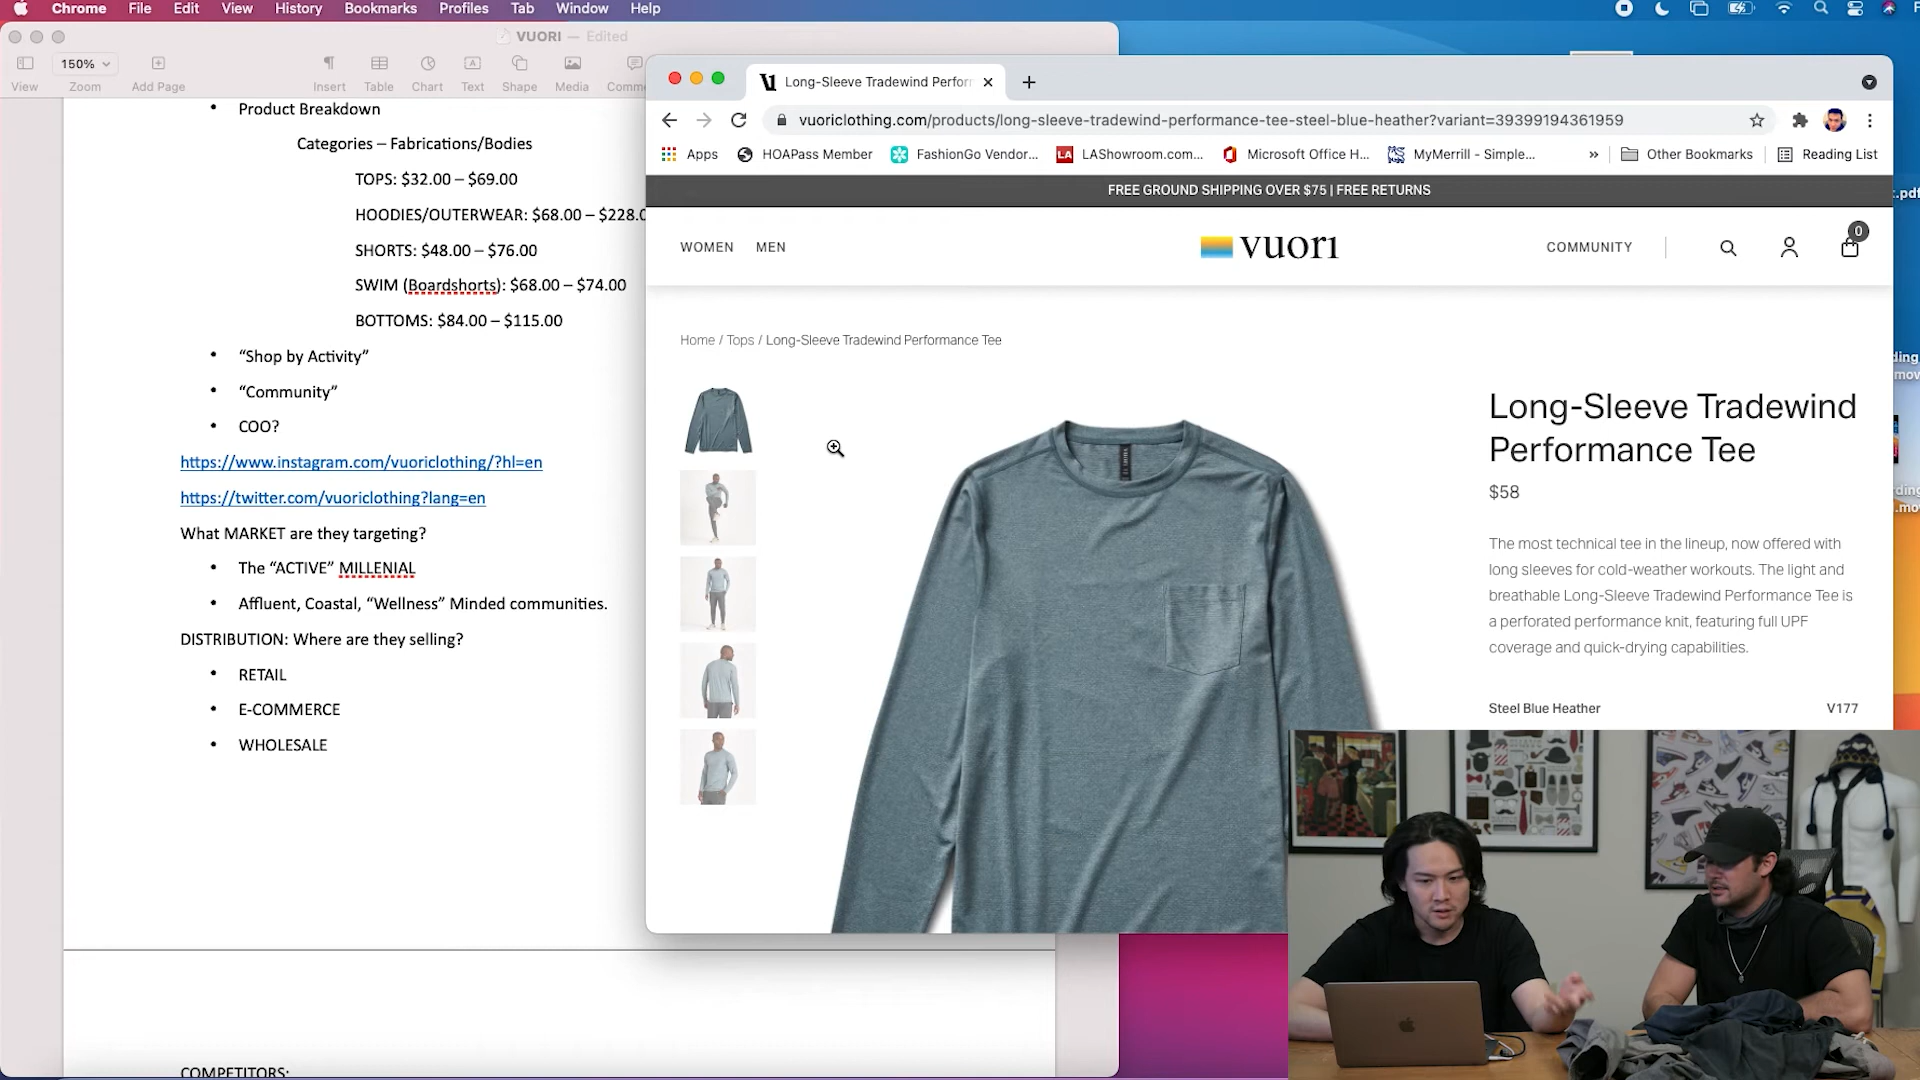 Chrome File Edit View History Bookmarks Profiles Tab Window Help
VUORI — Edited
150%
View Zoom Add Page Insert Table Chart Text Shape Media Comme
• Product Breakdown
Categories – Fabrications/Bodies
TOPS: $32.00 – $69.00
HOODIES/OUTERWEAR: $68.00 – $228.0
SHORTS: $48.00 – $76.00
SWIM (Boardshorts): $68.00 – $74.00
BOTTOMS: $84.00 – $115.00
• “Shop by Activity”
• “Community”
• COO?
https://www.instagram.com/vuoriclothing/?hl=en
https://twitter.com/vuoriclothing?lang=en
What MARKET are they targeting?
• The “ACTIVE” MILLENIAL
• Affluent, Coastal, “Wellness” Minded communities.
DISTRIBUTION: Where are they selling?
• RETAIL
• E-COMMERCE
• WHOLESALE
COMPETITORS:
Long-Sleeve Tradewind Perfor
vuoriclothing.com/products/long-sleeve-tradewind-performance-tee-steel-blue-heather?variant=39399194361959
Apps HOAPass Member FashionGo Vendor... LA LAShowroom.com... Microsoft Office H... MyMerrill - Simple... » Other Bookmarks Reading List
FREE GROUND SHIPPING OVER $75 | FREE RETURNS
WOMEN MEN vuori COMMUNITY 0
Home / Tops / Long-Sleeve Tradewind Performance Tee
Long-Sleeve Tradewind
Performance Tee
$58
The most technical tee in the lineup, now offered with
long sleeves for cold-weather workouts. The light and
breathable Long-Sleeve Tradewind Performance Tee is
a perforated performance knit, featuring full UPF
coverage and quick-drying capabilities.
Steel Blue Heather V177
.pdf
ding
mov
rding
.mo